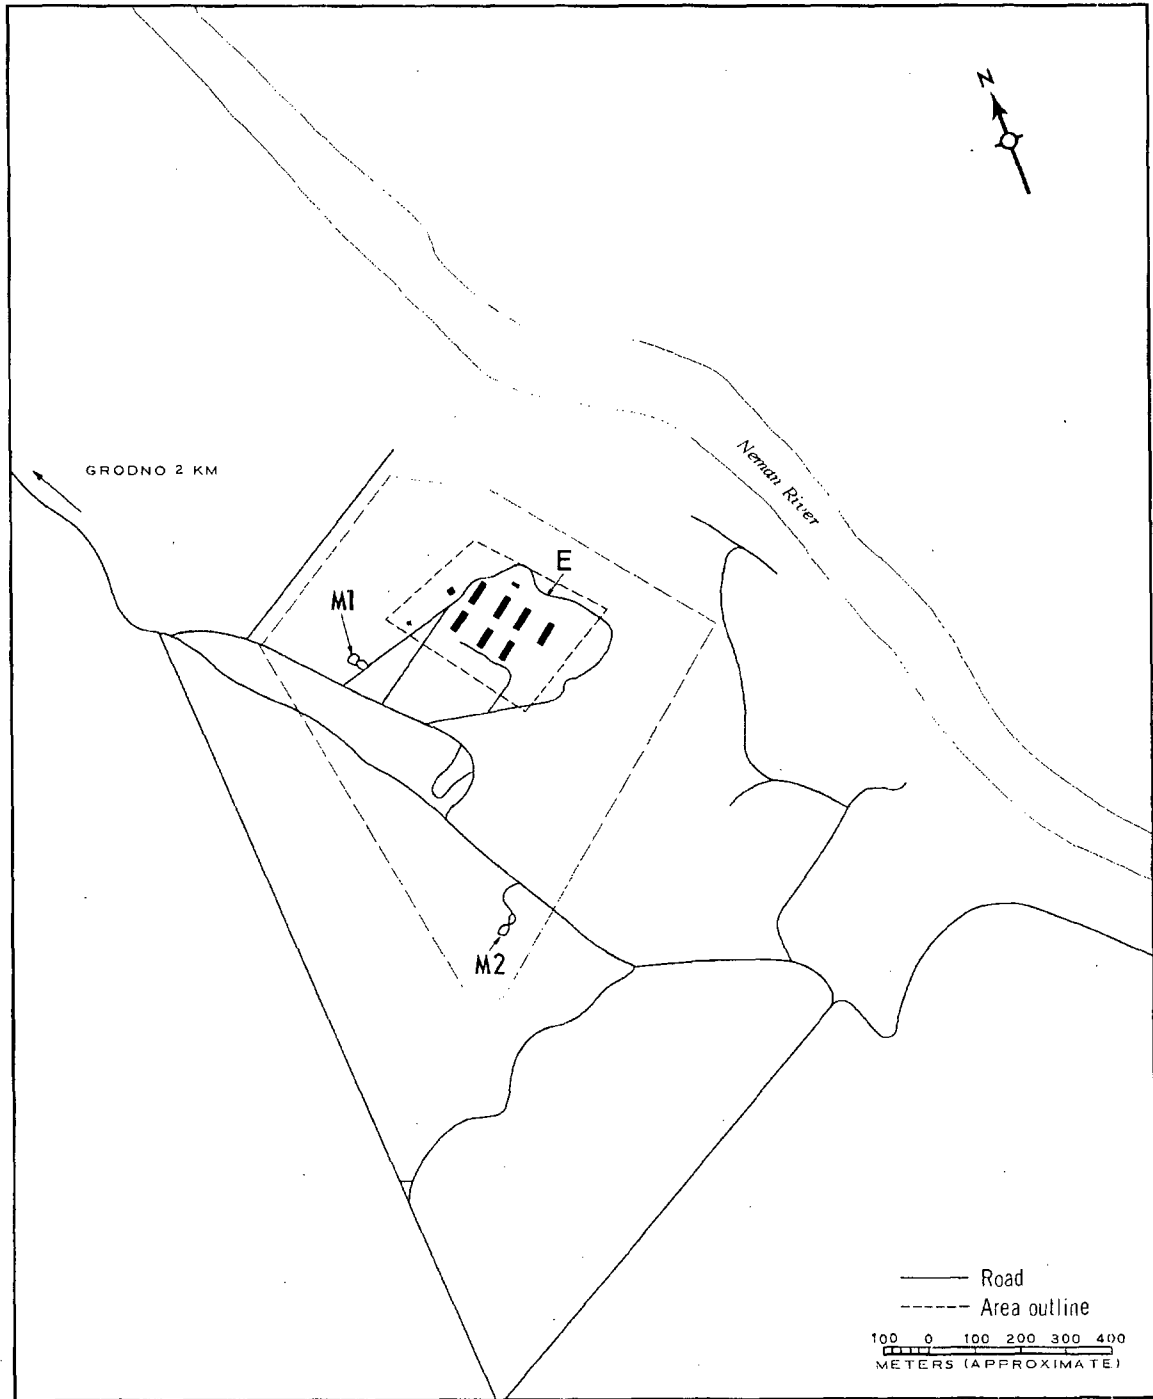 N
GRODNO 2 KM
Neman River
E
M1
M2
Road
Area outline
100 0 100 200 300 400
METERS (APPROXIMATE)